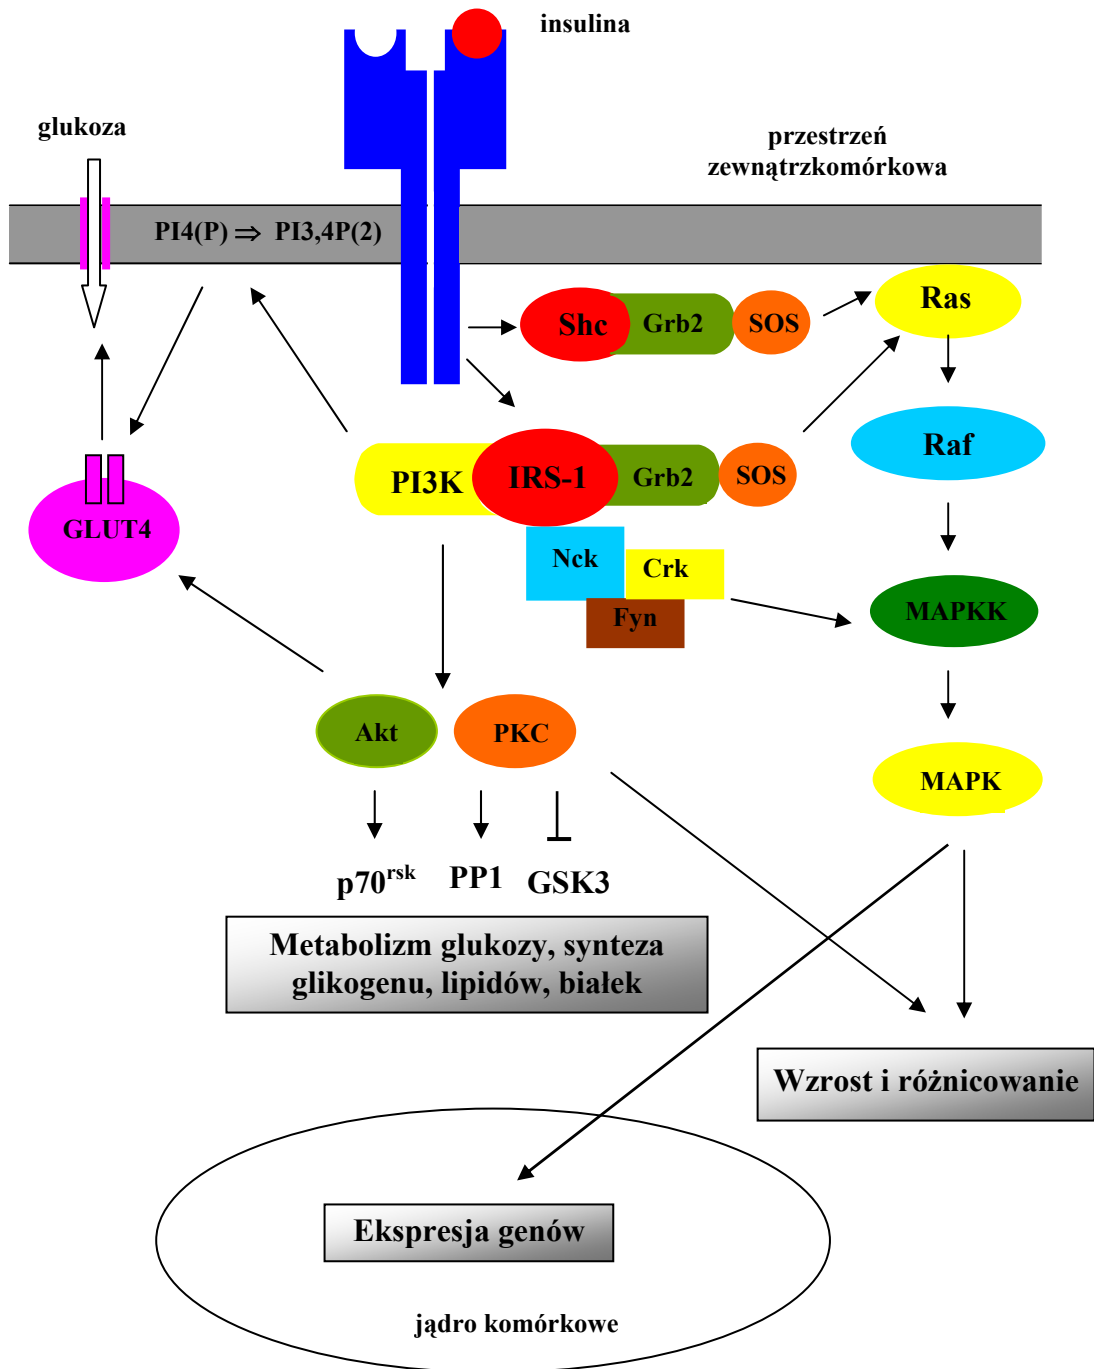 insulina
glukoza
przestrzeń
zewnątrzkomórkowa
PI4(P) ⇒ PI3,4P(2)
Ras
Shc
Grb2
SOS
Raf
PI3K
IRS-1
Grb2
SOS
GLUT4
Nck
Crk
Fyn
MAPKK
Akt
PKC
MAPK
p70rsk
PP1
GSK3
Metabolizm glukozy, synteza
glikogenu, lipidów, białek
Wzrost i różnicowanie
Ekspresja genów
jądro komórkowe